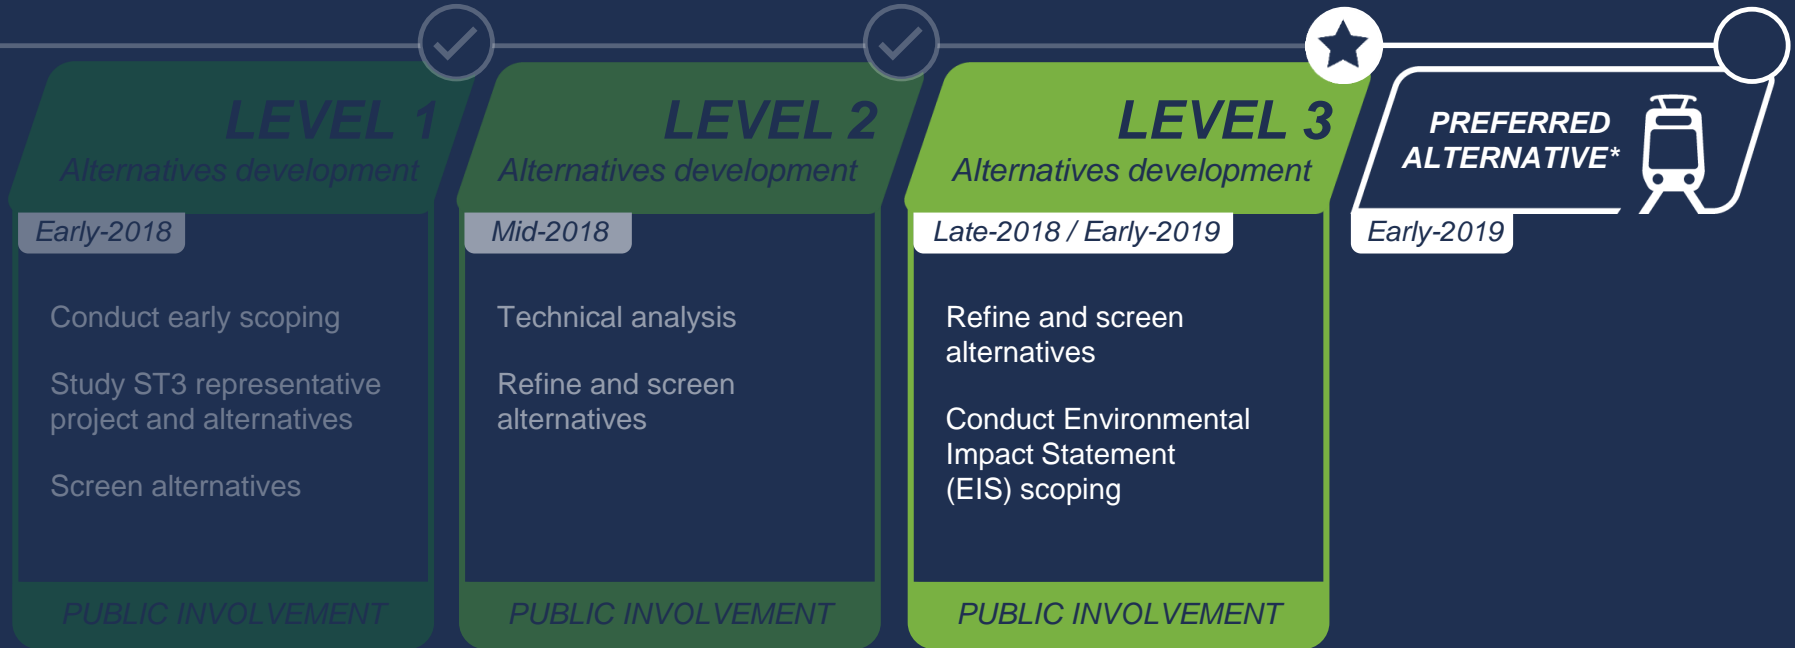 LEVEL 1
Alternatives development
Early-2018
Conduct early scoping
Study ST3 representative
project and alternatives
Screen alternatives
PUBLIC INVOLVEMENT
LEVEL 2
Alternatives development
Mid-2018
Technical analysis
Refine and screen
alternatives
PUBLIC INVOLVEMENT
LEVEL 3
Alternatives development
Late-2018 / Early-2019
Refine and screen
alternatives
Conduct Environmental
Impact Statement
(EIS) scoping
PUBLIC INVOLVEMENT
PREFERRED
ALTERNATIVE*
Early-2019